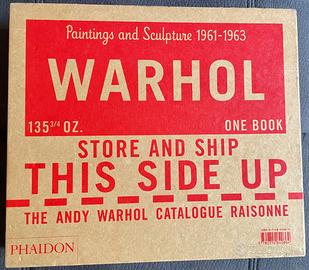 Paintings and Sculpture 1961-1963
WARHOL
135 3/4 OZ. ONE BOOK
STORE AND SHIP
THIS SIDE UP
THE ANDY WARHOL CATALOGUE RAISONNE
PHAIDON